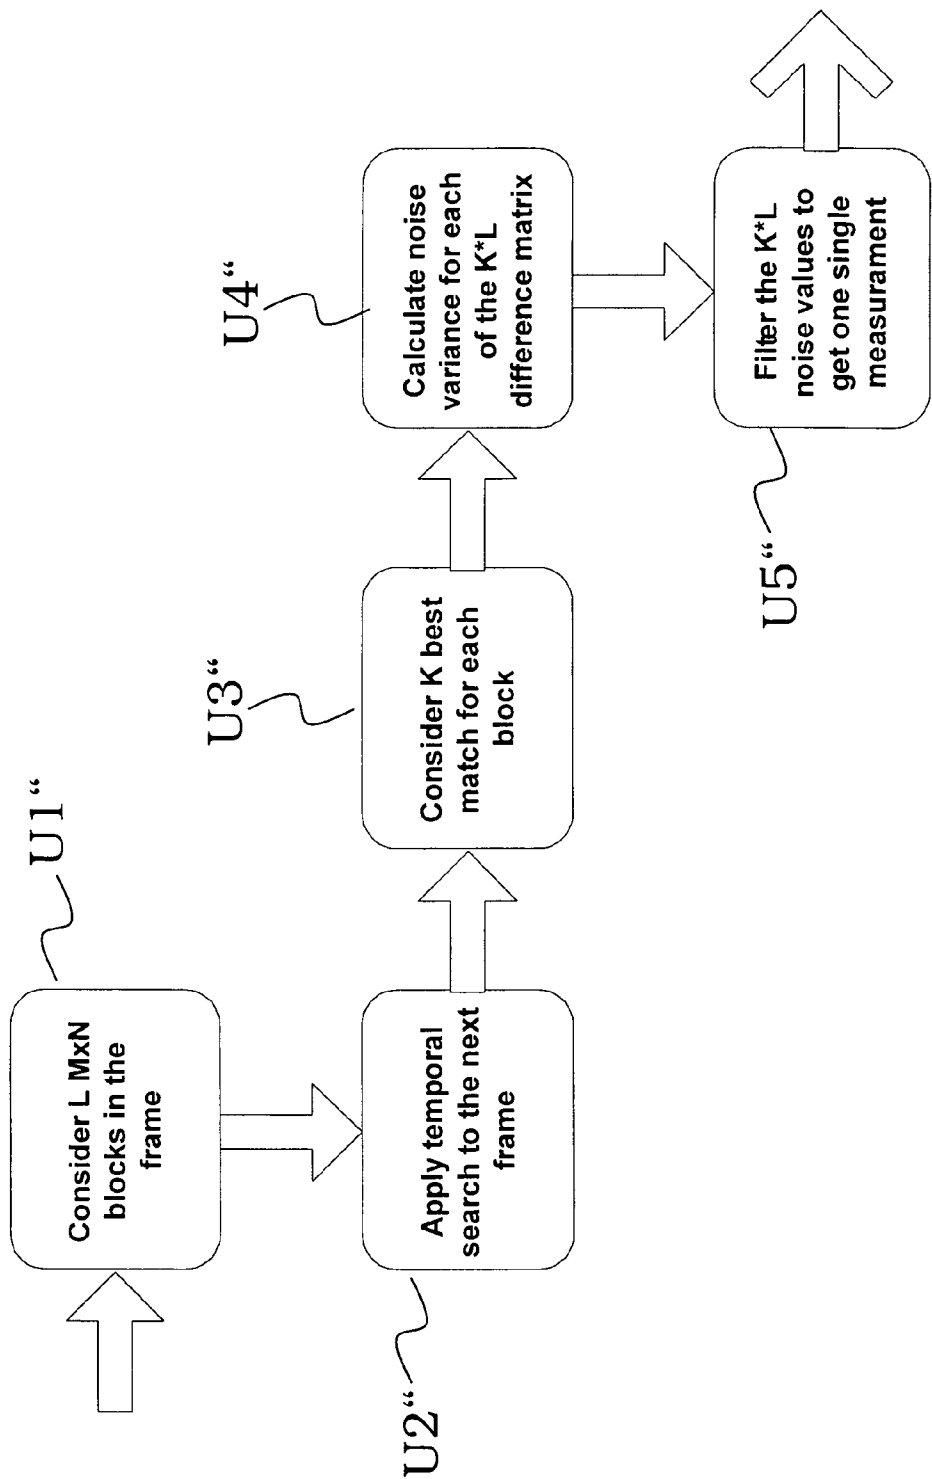 U1“
Consider L MxN
blocks in the
frame
U2“
Apply temporal
search to the next
frame
U3“
Consider K best
match for each
block
U4“
Calculate noise
variance for each
of the K*L
difference matrix
U5“
Filter the K*L
noise values to
get one single
measurament